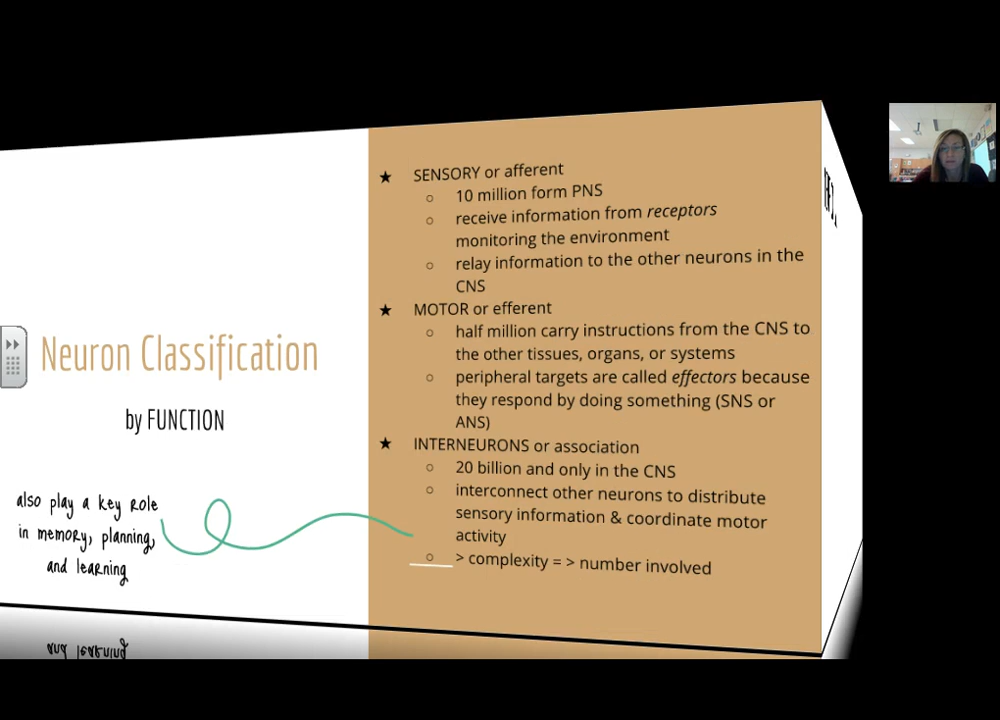 Neuron Classification
by FUNCTION
also play a key role
in memory, planning,
and learning
★ SENSORY or afferent
○ 10 million form PNS
○ receive information from receptors
monitoring the environment
○ relay information to the other neurons in the
CNS
★ MOTOR or efferent
○ half million carry instructions from the CNS to
the other tissues, organs, or systems
○ peripheral targets are called effectors because
they respond by doing something (SNS or
ANS)
★ INTERNEURONS or association
○ 20 billion and only in the CNS
○ interconnect other neurons to distribute
sensory information & coordinate motor
activity
○ > complexity = > number involved